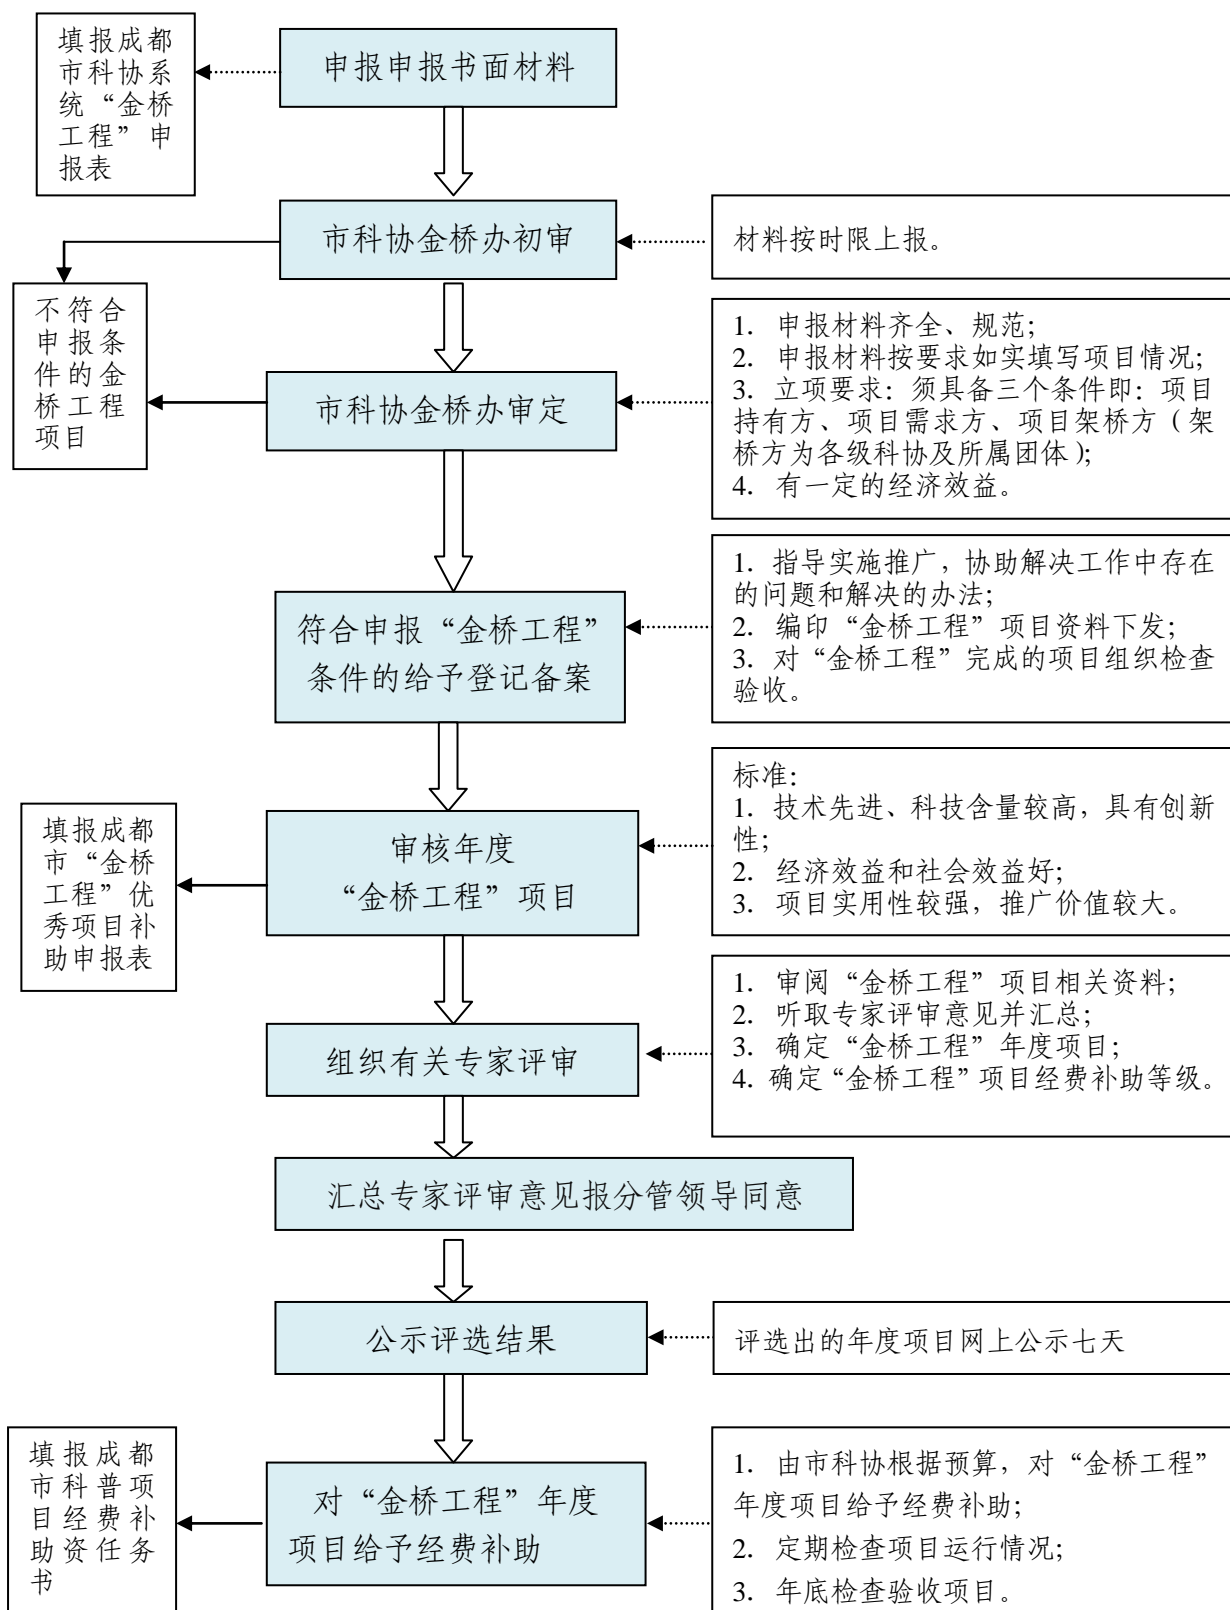 填报成都
市科协系
统“金桥
工程”申
报表
申报申报书面材料
市科协金桥办初审
材料按时限上报。
不符合
申报条
件的金
桥工程
项目
市科协金桥办审定
1. 申报材料齐全、规范；
2. 申报材料按要求如实填写项目情况；
3. 立项要求：须具备三个条件即：项目
持有方、项目需求方、项目架桥方（架
桥方为各级科协及所属团体）；
4. 有一定的经济效益。
符合申报“金桥工程”
条件的给予登记备案
1. 指导实施推广，协助解决工作中存在
的问题和解决的办法；
2. 编印“金桥工程”项目资料下发；
3. 对“金桥工程”完成的项目组织检查
验收。
填报成都
市“金桥
工程”优
秀项目补
助申报表
审核年度
“金桥工程”项目
标准：
1. 技术先进、科技含量较高，具有创新
性；
2. 经济效益和社会效益好；
3. 项目实用性较强，推广价值较大。
组织有关专家评审
1. 审阅“金桥工程”项目相关资料；
2. 听取专家评审意见并汇总；
3. 确定“金桥工程”年度项目；
4. 确定“金桥工程”项目经费补助等级。
汇总专家评审意见报分管领导同意
公示评选结果
评选出的年度项目网上公示七天
填报成都
市科普项
目经费补
助资任务
书
对“金桥工程”年度
项目给予经费补助
1. 由市科协根据预算，对“金桥工程”
年度项目给予经费补助；
2. 定期检查项目运行情况；
3. 年底检查验收项目。